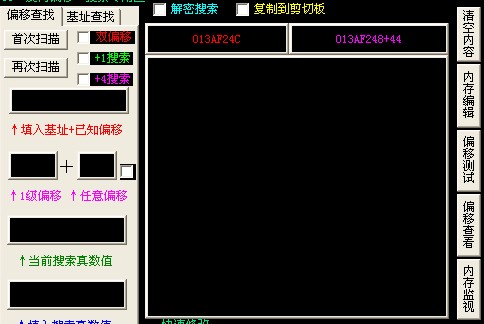 偏移查找 基址查找
解密搜索 复制到剪切板
首次扫描 双偏移
+1搜索
再次扫描
+4搜索
013AF24C 013AF248+44
↑填入基址+已知偏移
+
↑1级偏移 ↑任意偏移
↑当前搜索真数值
清空内容
内存编辑
偏移测试
偏移查看
内存监视
快速修改